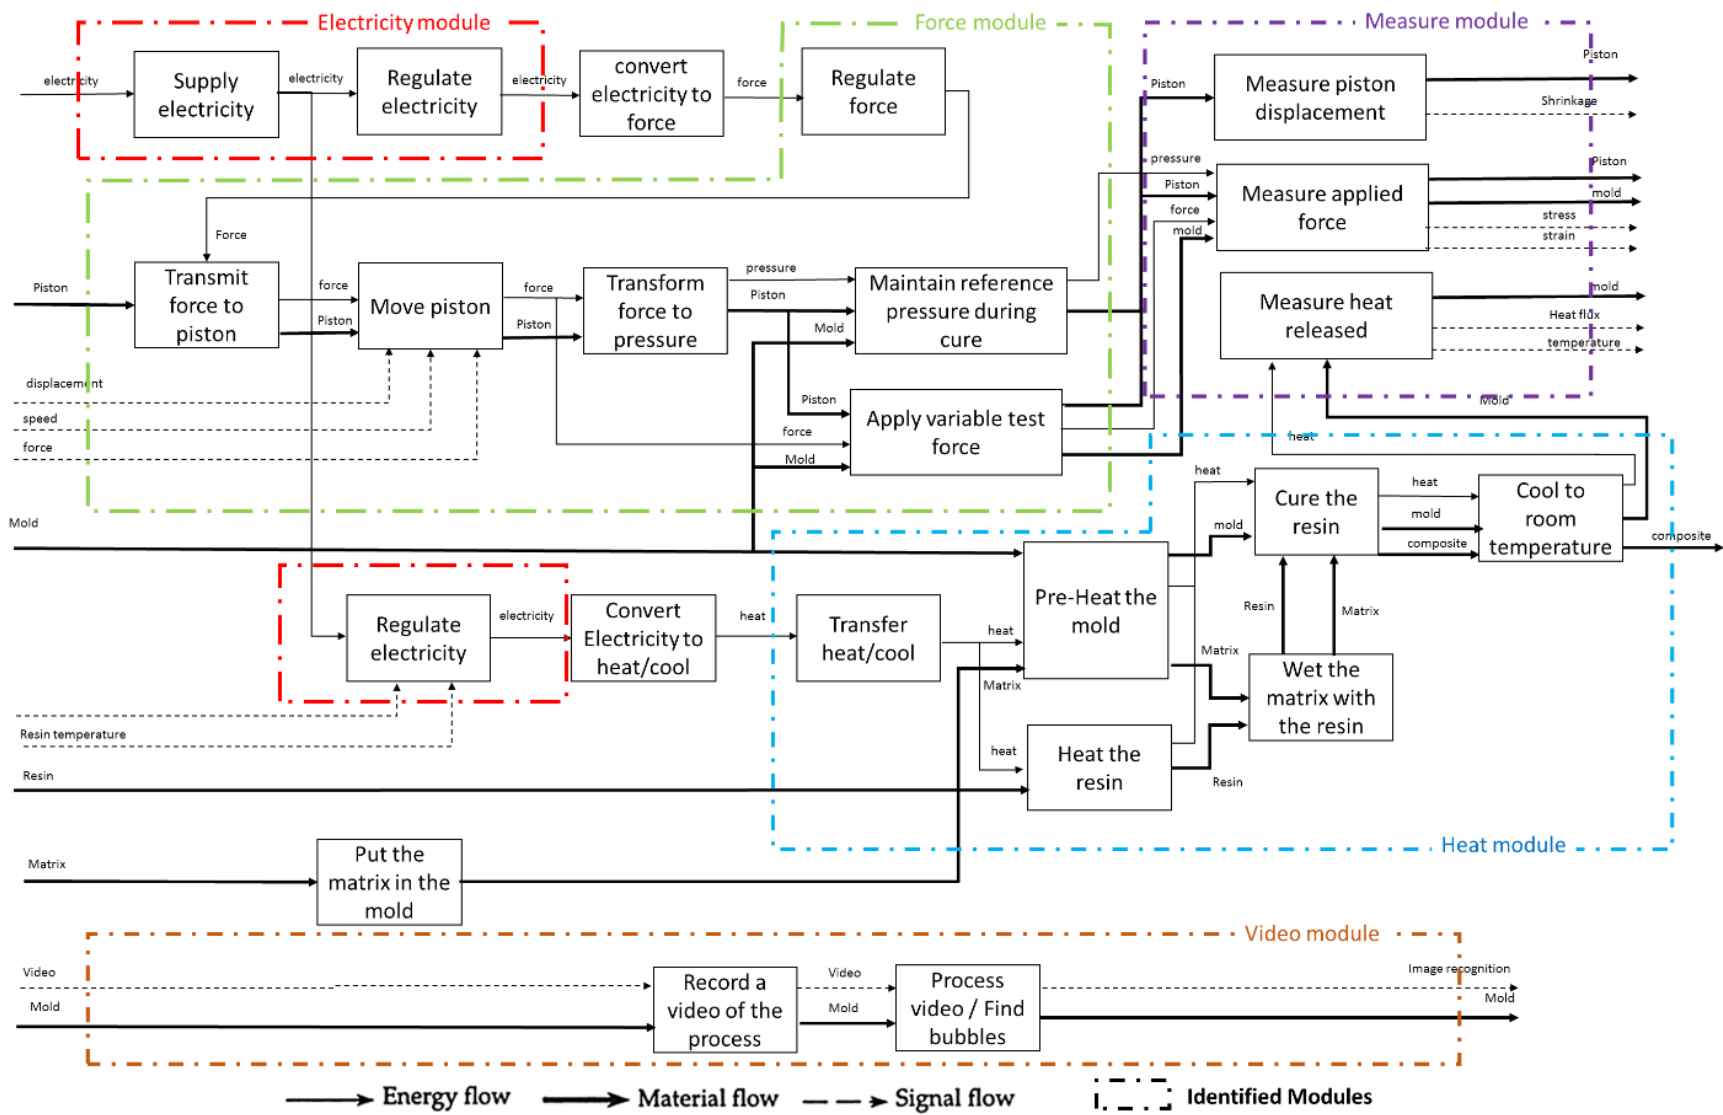 Electricity module
Force module
Measure module
electricity
Supply
electricity
electricity
Regulate
electricity
electricity
convert
electricity to
force
force
Regulate
force
Piston
Measure piston
displacement
Piston
Shrinkage
pressure
Piston
force
mold
Measure applied
force
Piston
mold
stress
strain
Force
Piston
Transmit
force to
piston
force
Piston
Move piston
force
Piston
Transform
force to
pressure
pressure
Piston
Mold
Maintain reference
pressure during
cure
Measure heat
released
mold
Heat flux
temperature
displacement
speed
force
Piston
force
Mold
Apply variable test
force
Mold
heat
Mold
heat
mold
Cure the
resin
heat
mold
composite
Cool to
room
temperature
composite
Regulate
electricity
electricity
Convert
Electricity to
heat/cool
heat
Transfer
heat/cool
heat
Matrix
Pre-Heat the
mold
Resin
Matrix
Matrix
Wet the
matrix with
the resin
Resin temperature
Resin
heat
Heat the
resin
Resin
Heat module
Matrix
Put the
matrix in the
mold
Video module
Video
Mold
Record a
video of the
process
Video
Mold
Process
video / Find
bubbles
Image recognition
Mold
Energy flow
Material flow
Signal flow
Identified Modules